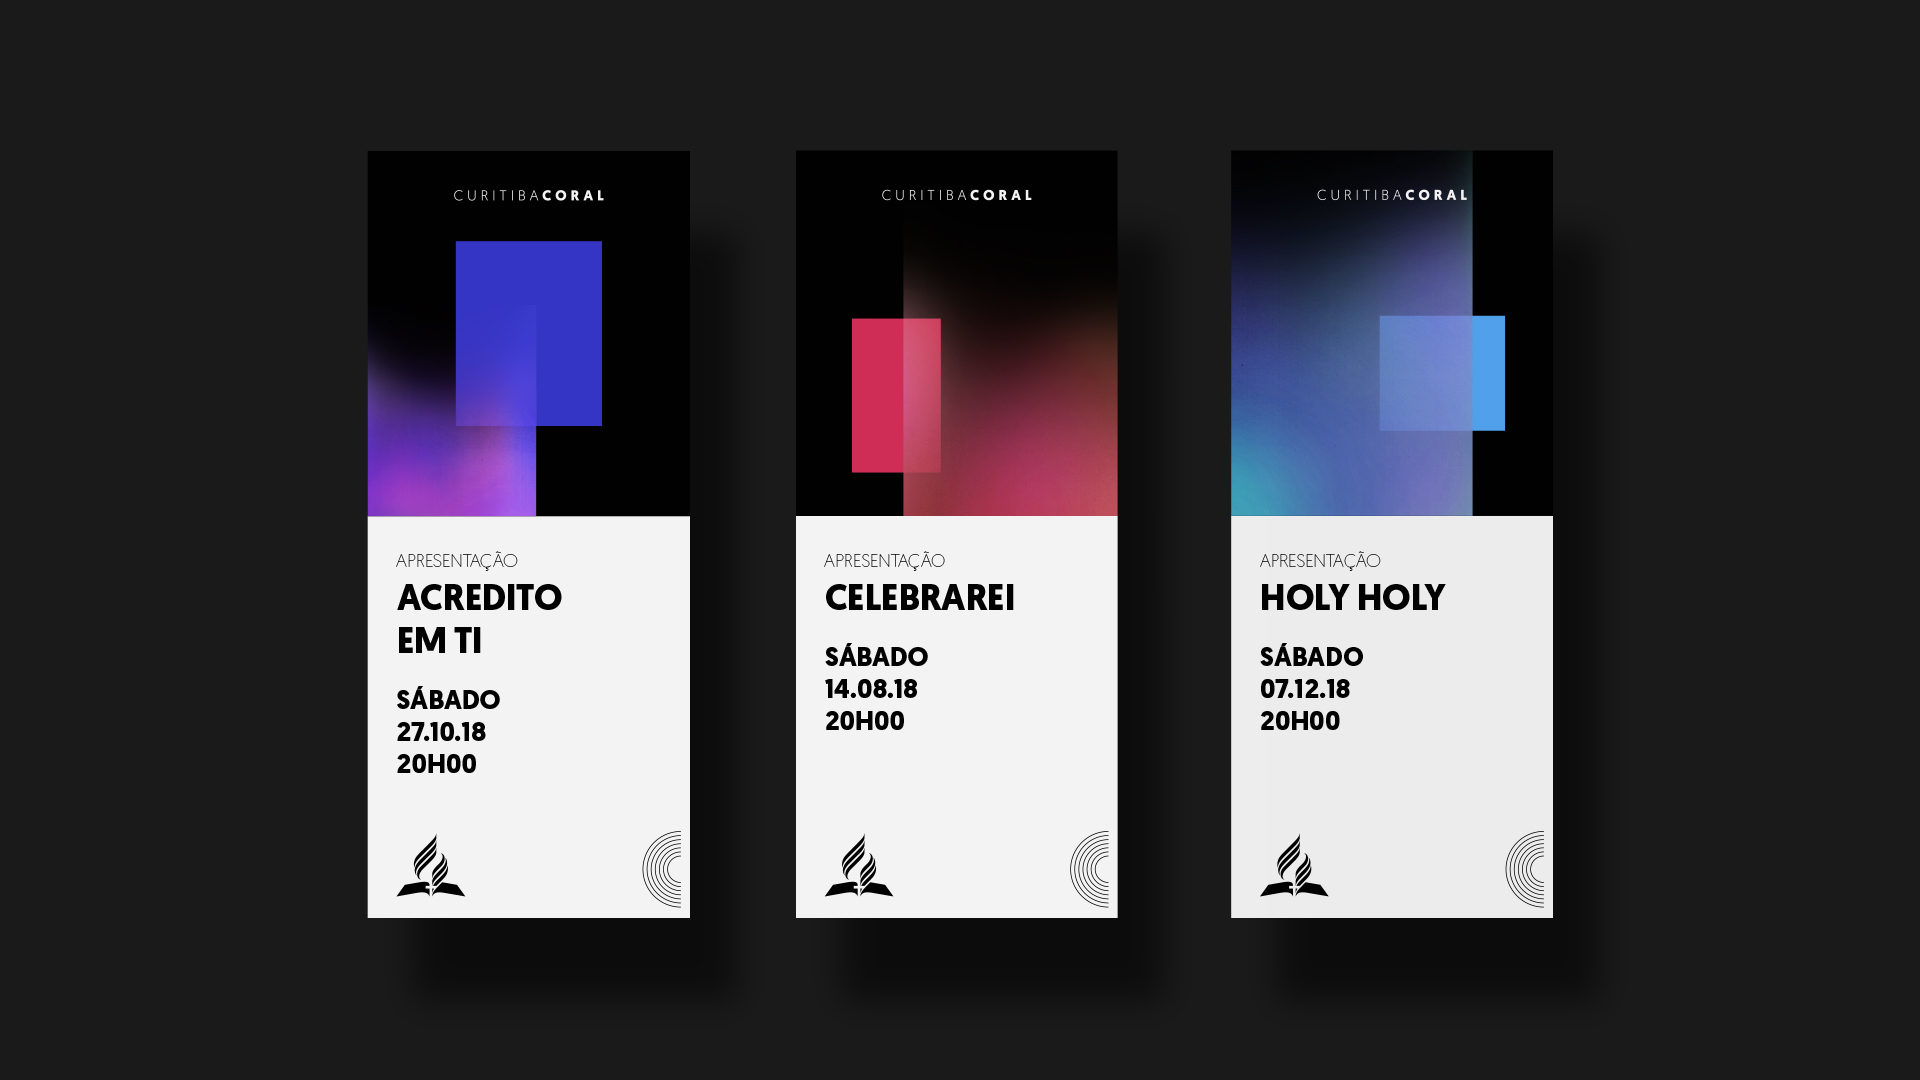 CURITIBACORAL
APRESENTAÇÃO
ACREDITO
EM TI
SÁBADO
27.10.18
20H00
CURITIBACORAL
APRESENTAÇÃO
CELEBRAREI
SÁBADO
14.08.18
20H00
CURITIBACORAL
APRESENTAÇÃO
HOLY HOLY
SÁBADO
07.12.18
20H00